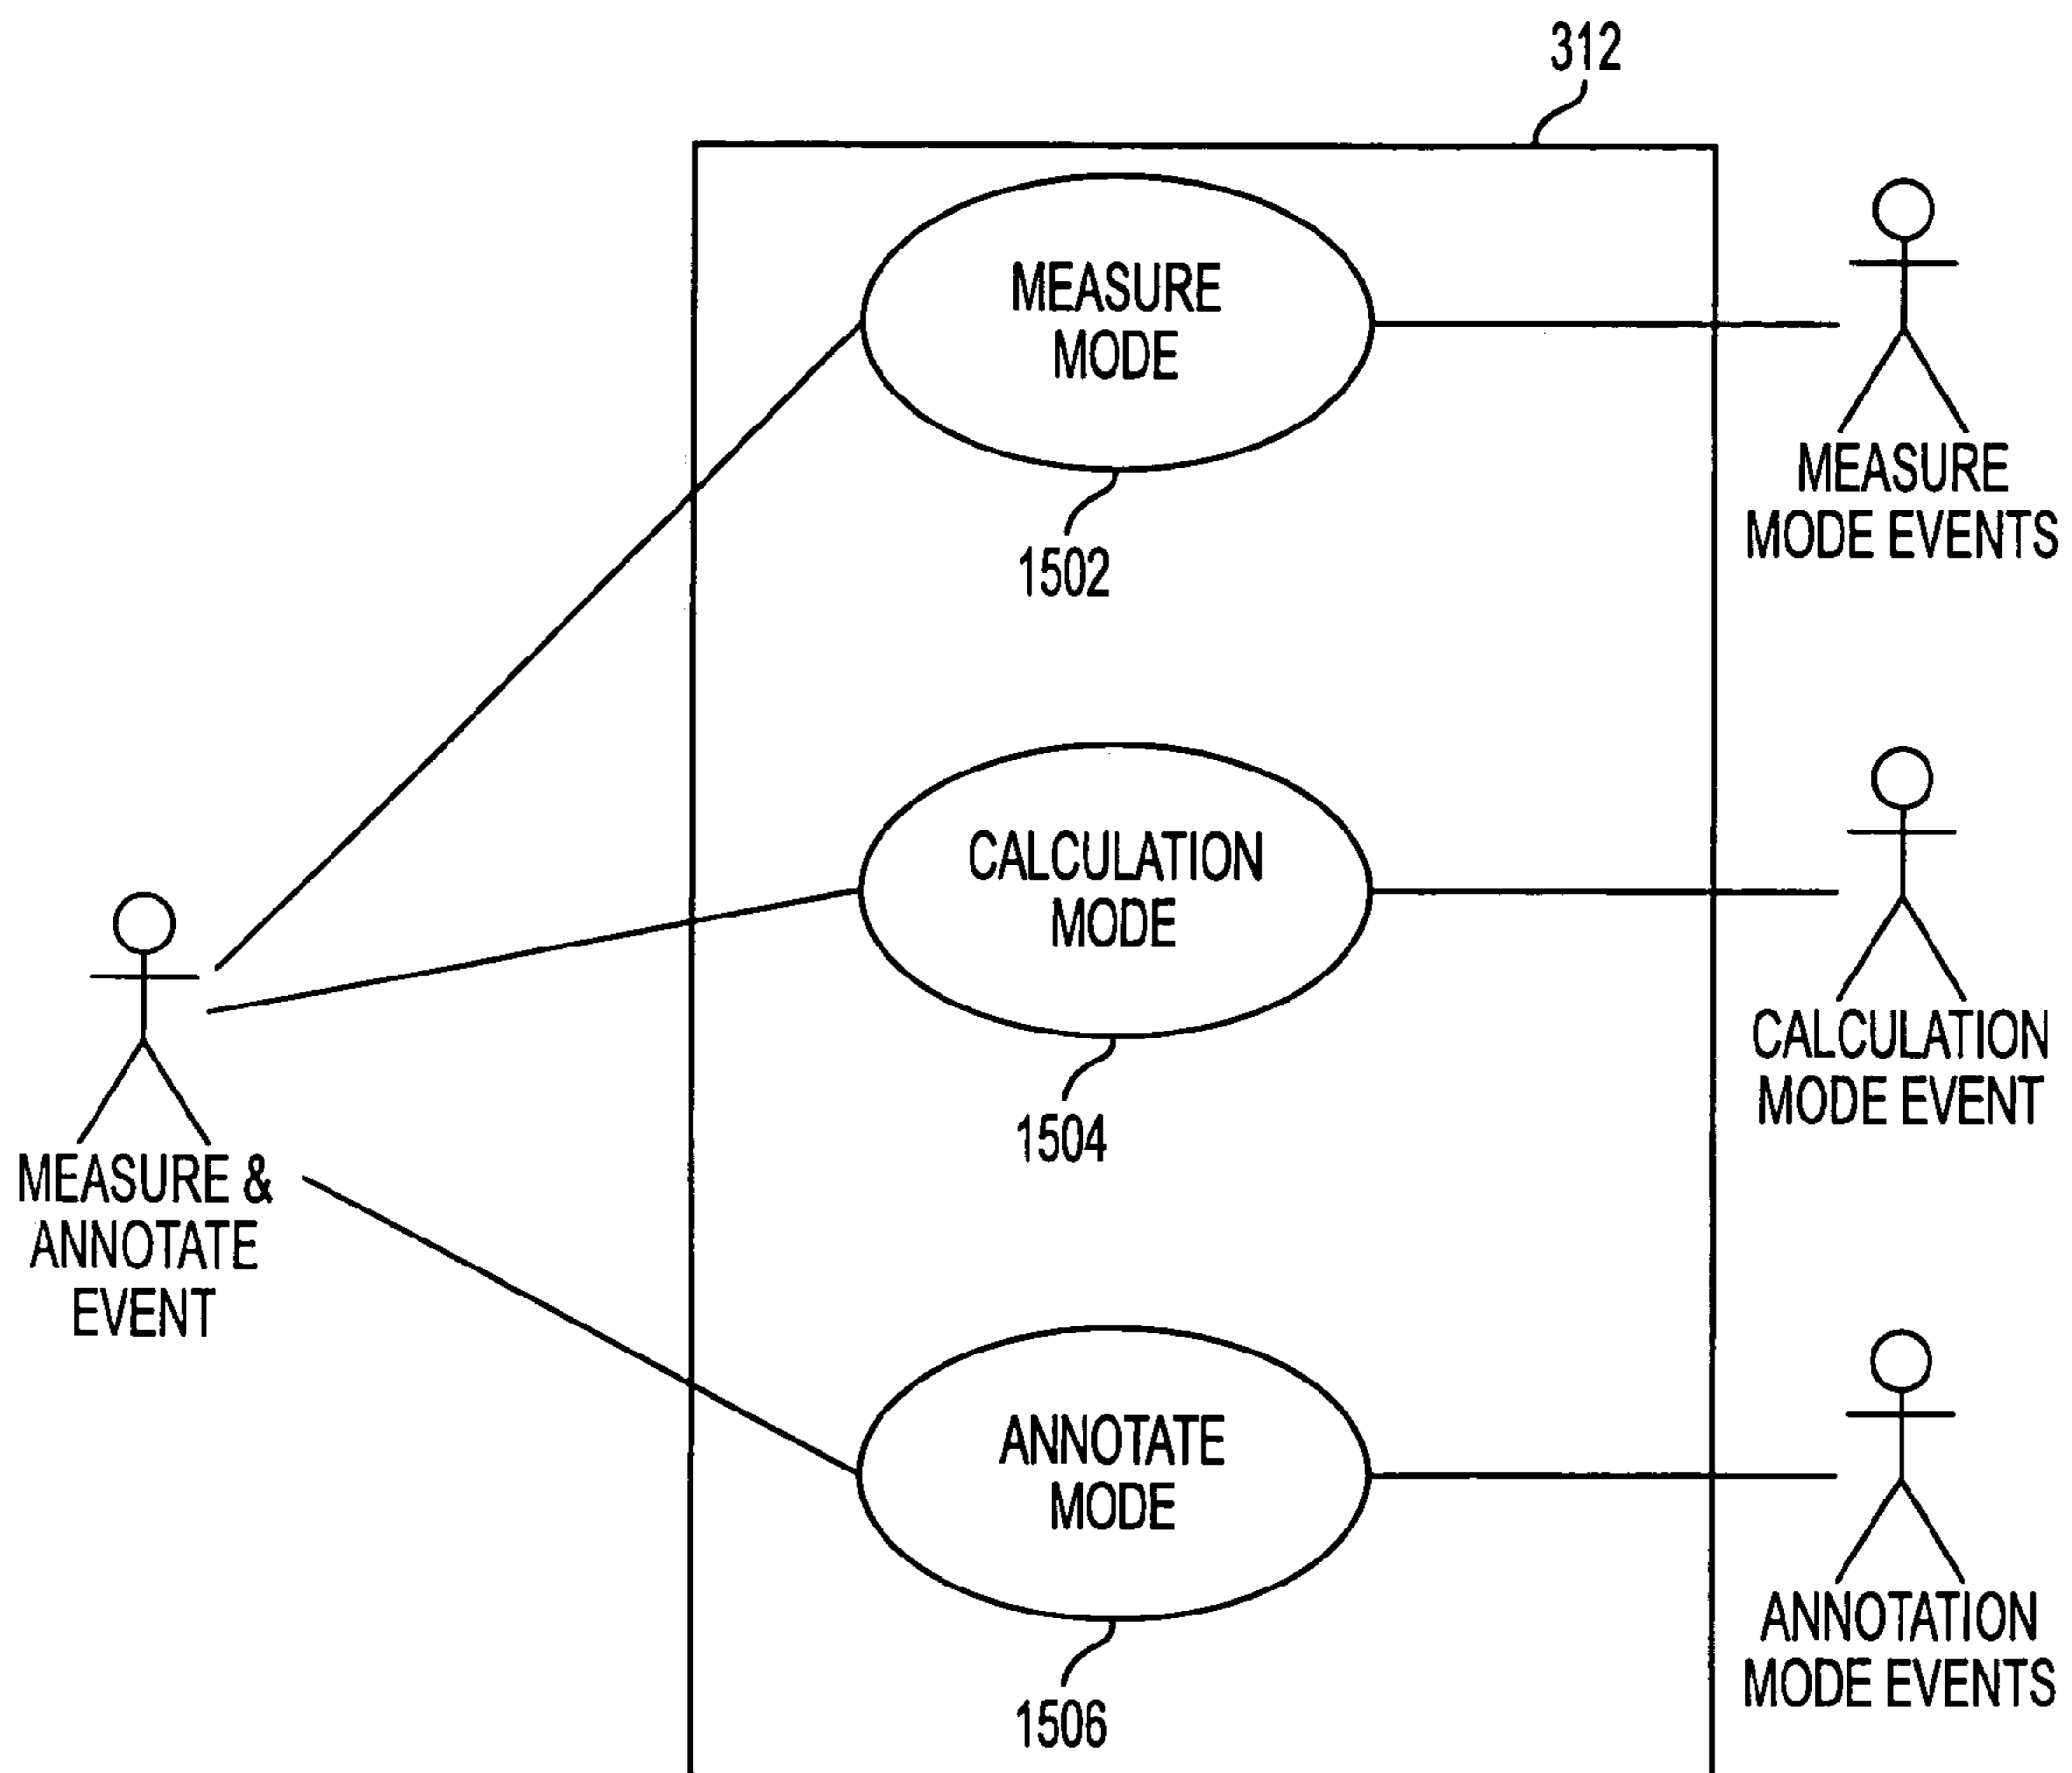 312
MEASURE
MODE
1502
MEASURE
MODE EVENTS
CALCULATION
MODE
1504
CALCULATION
MODE EVENT
MEASURE &
ANNOTATE
EVENT
ANNOTATE
MODE
1506
ANNOTATION
MODE EVENTS